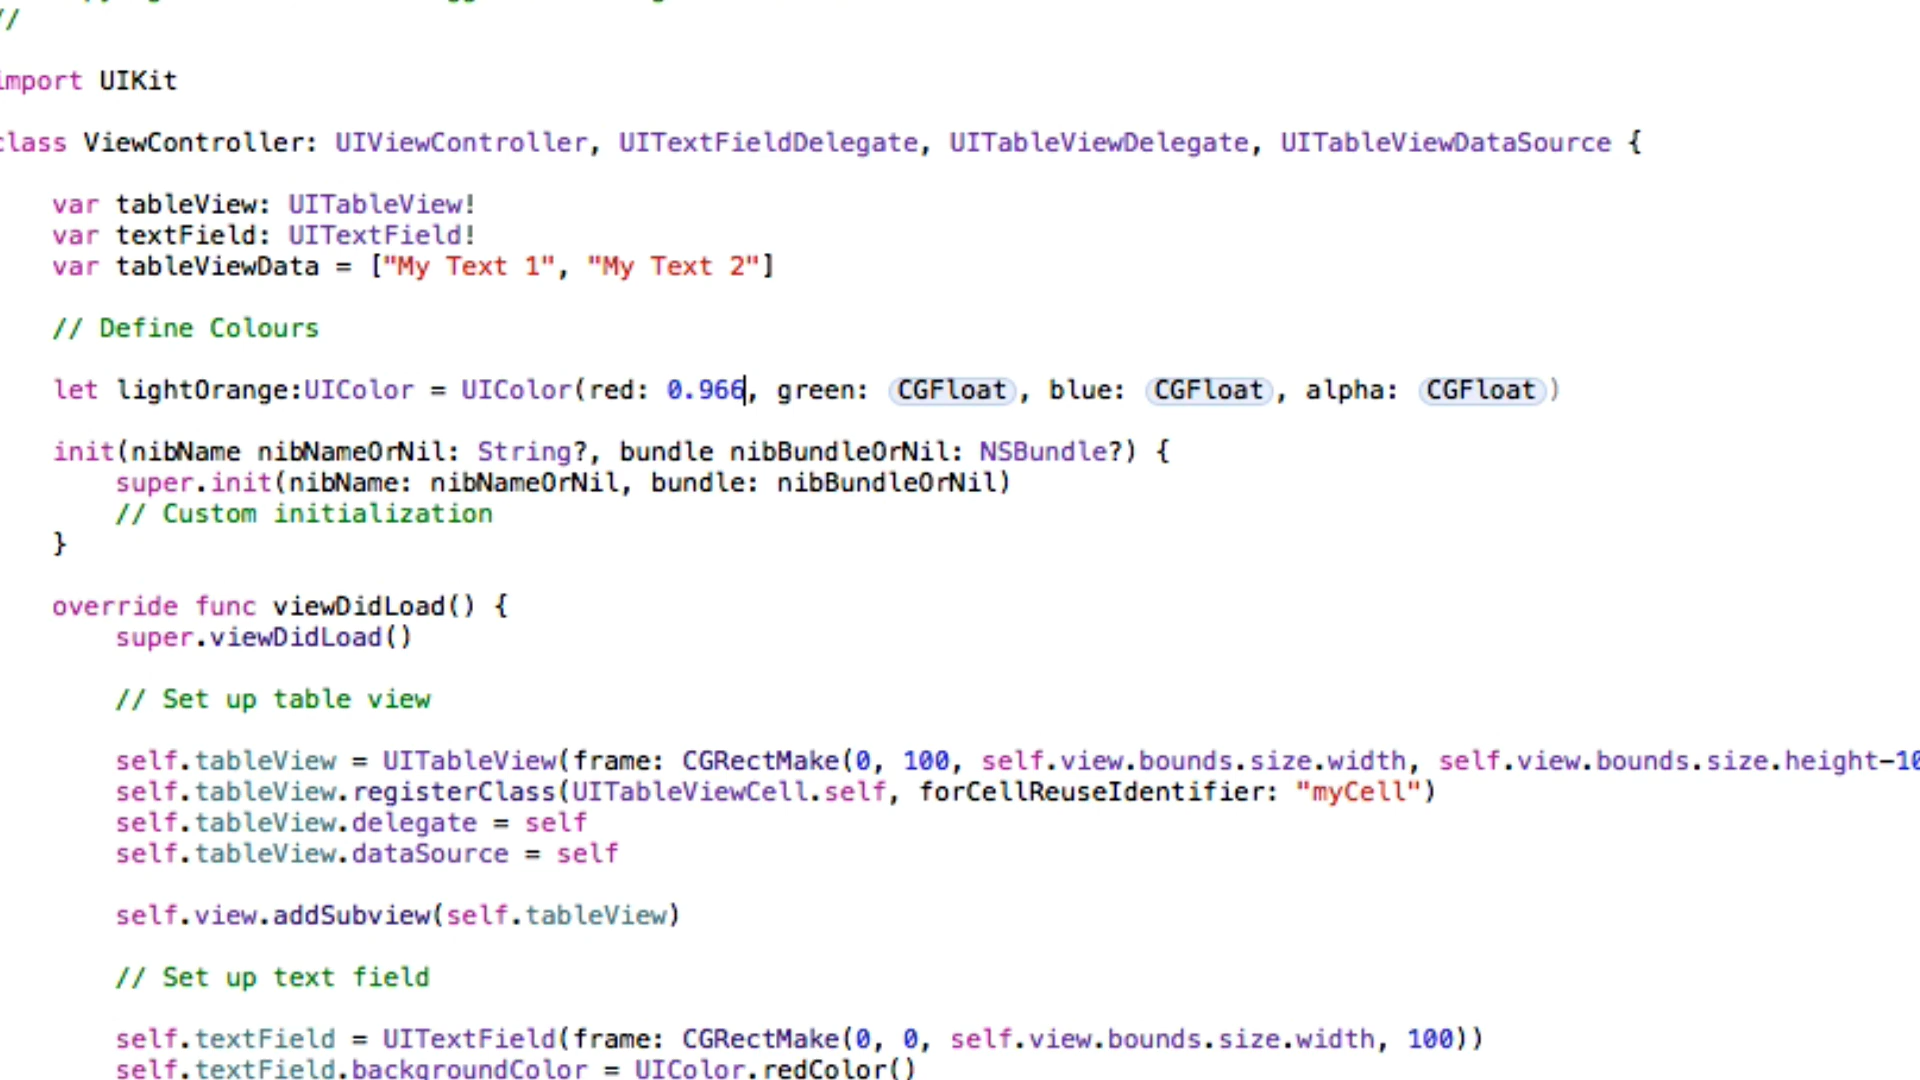 //
import UIKit
class ViewController: UIViewController, UITextFieldDelegate, UITableViewDelegate, UITableViewDataSource {
var tableView: UITableView!
var textField: UITextField!
var tableViewData = ["My Text 1", "My Text 2"]
// Define Colours
let lightOrange:UIColor = UIColor(red: 0.966, green: CGFloat, blue: CGFloat, alpha: CGFloat)
init(nibName nibNameOrNil: String?, bundle nibBundleOrNil: NSBundle?) {
super.init(nibName: nibNameOrNil, bundle: nibBundleOrNil)
// Custom initialization
}
override func viewDidLoad() {
super.viewDidLoad()
// Set up table view
self.tableView = UITableView(frame: CGRectMake(0, 100, self.view.bounds.size.width, self.view.bounds.size.height-10
self.tableView.registerClass(UITableViewCell.self, forCellReuseIdentifier: "myCell")
self.tableView.delegate = self
self.tableView.dataSource = self
self.view.addSubview(self.tableView)
// Set up text field
self.textField = UITextField(frame: CGRectMake(0, 0, self.view.bounds.size.width, 100))
self.textField.backgroundColor = UIColor.redColor()